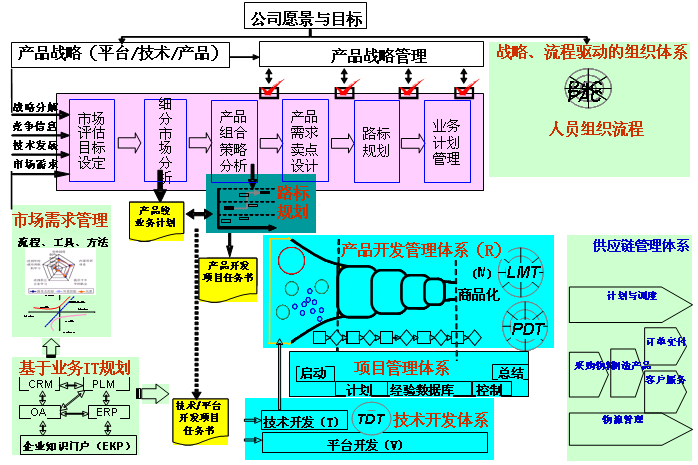 公司愿景与目标
产品战略（平台/技术/产品）
产品战略管理
战略、流程驱动的组织体系
PAC
人员组织流程
战略分解
竞争信息
技术发展
市场需求
市场
评估
目标
设定
细
分
市
场
分
析
产品
组合
策略
分析
产品
需求
卖点
设计
路标
规划
业务
计划
管理
市场需求管理
流程、工具、方法
产品线
业务计划
路标
规划
产品开发
项目任务书
产品开发管理体系（R）
（N）
商品化
LMT
PDT
供应链管理体系
计划与调度
订单交付
采购物料
制造产品
客户服务
物流管理
项目管理体系
启动
总结
计划
经验数据库
控制
基于业务IT规划
CRM
PLM
OA
ERP
企业知识门户（EKP）
技术/平台
开发项目
任务书
技术开发（T）
TDT
技术开发体系
平台开发（V）